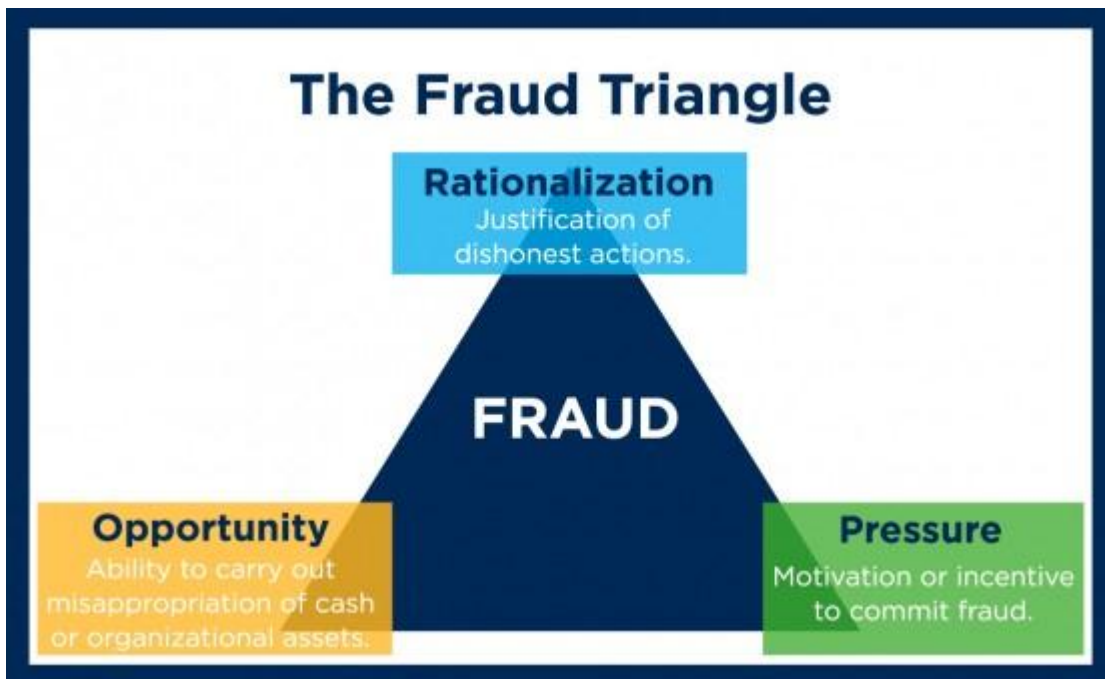 The Fraud Triangle
Rationalization
Justification of
dishonest actions.
FRAUD
Opportunity
Ability to carry out
misappropriation of cash
or organizational assets.
Pressure
Motivation or incentive
to commit fraud.